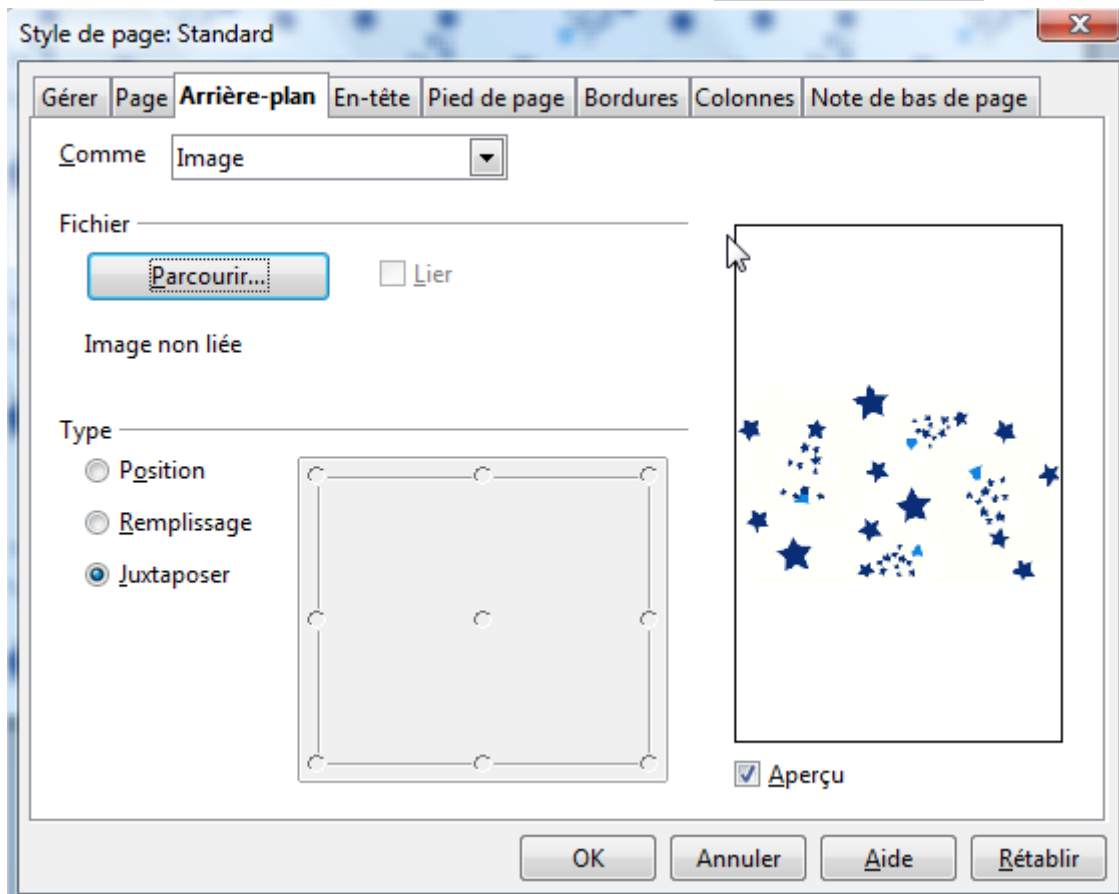 Style de page: Standard
Gérer Page Arrière-plan En-tête Pied de page Bordures Colonnes Note de bas de page
Comme Image
Fichier
Parcourir... Lier
Image non liée
Type
Position
Remplissage
Juxtaposer
Aperçu
OK Annuler Aide Rétablir